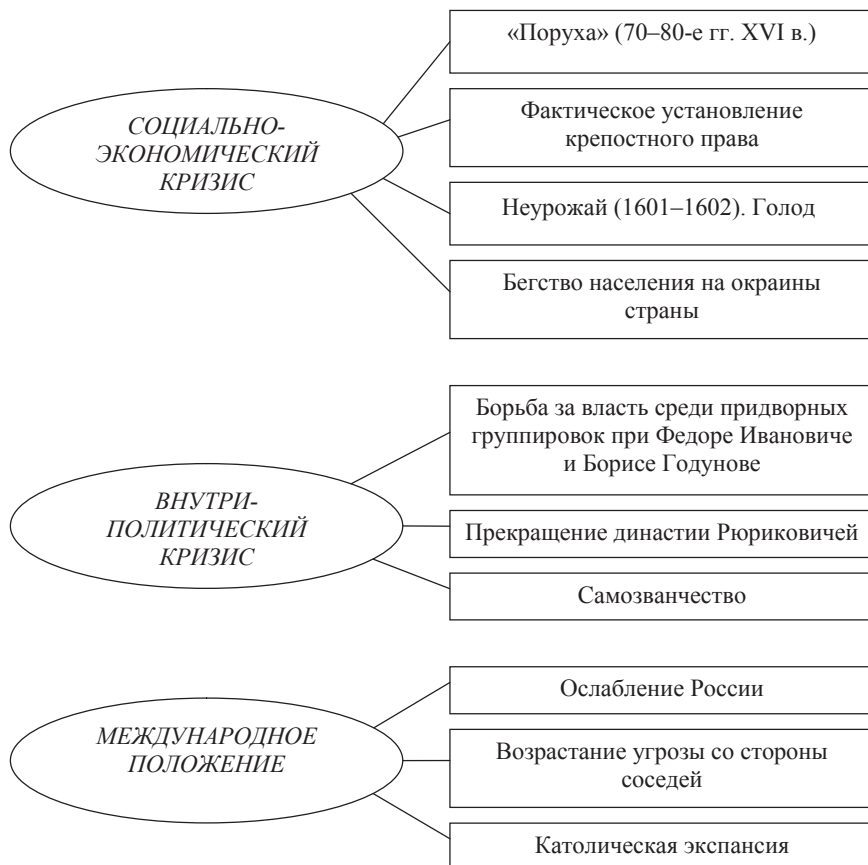 СОЦИАЛЬНО-
ЭКОНОМИЧЕСКИЙ
КРИЗИС
«Поруха» (70–80-е гг. XVI в.)
Фактическое установление
крепостного права
Неурожай (1601–1602). Голод
Бегство населения на окраины
страны
ВНУТРИ-
ПОЛИТИЧЕСКИЙ
КРИЗИС
Борьба за власть среди придворных
группировок при Федоре Ивановиче
и Борисе Годунове
Прекращение династии Рюриковичей
Самозванчество
МЕЖДУНАРОДНОЕ
ПОЛОЖЕНИЕ
Ослабление России
Возрастание угрозы со стороны
соседей
Католическая экспансия